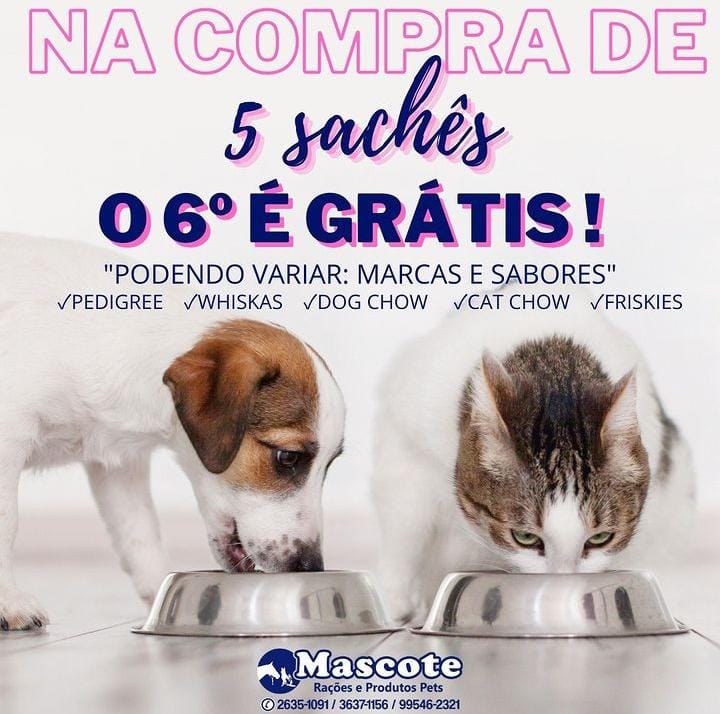 NA COMPRA DE
5 sachês
O 6º É GRÁTIS!
"PODENDO VARIAR: MARCAS E SABORES"
✓PEDIGREE ✓WHISKAS ✓DOG CHOW ✓CAT CHOW ✓FRISKIES
Mascote
Rações e Produtos Pets
2635-1091 / 3637-1156 / 99546-2321